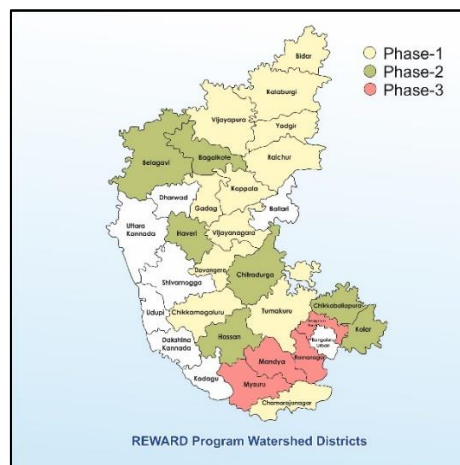 Bidar
Phase-1
Kalaburgi
Phase-2
Phase-3
Vijayapura
Yadgir
Belagavi
Bagalkote
Raichur
Koppala
Dharwad
Gadag
Ballari
Uttara
Kannada
Haveri
Vijayanagara
Davangere
Chitradurga
Shivamogga
Chikkaballapura
Chikkamagaluru
Tumakuru
Kolar
Udupi
Bangalore
Urban
Hassan
Dakshina
Kannada
Mandya
Ramanagar
Kodagu
Mysuru
Chamarajanagar
REWARD Program Watershed Districts